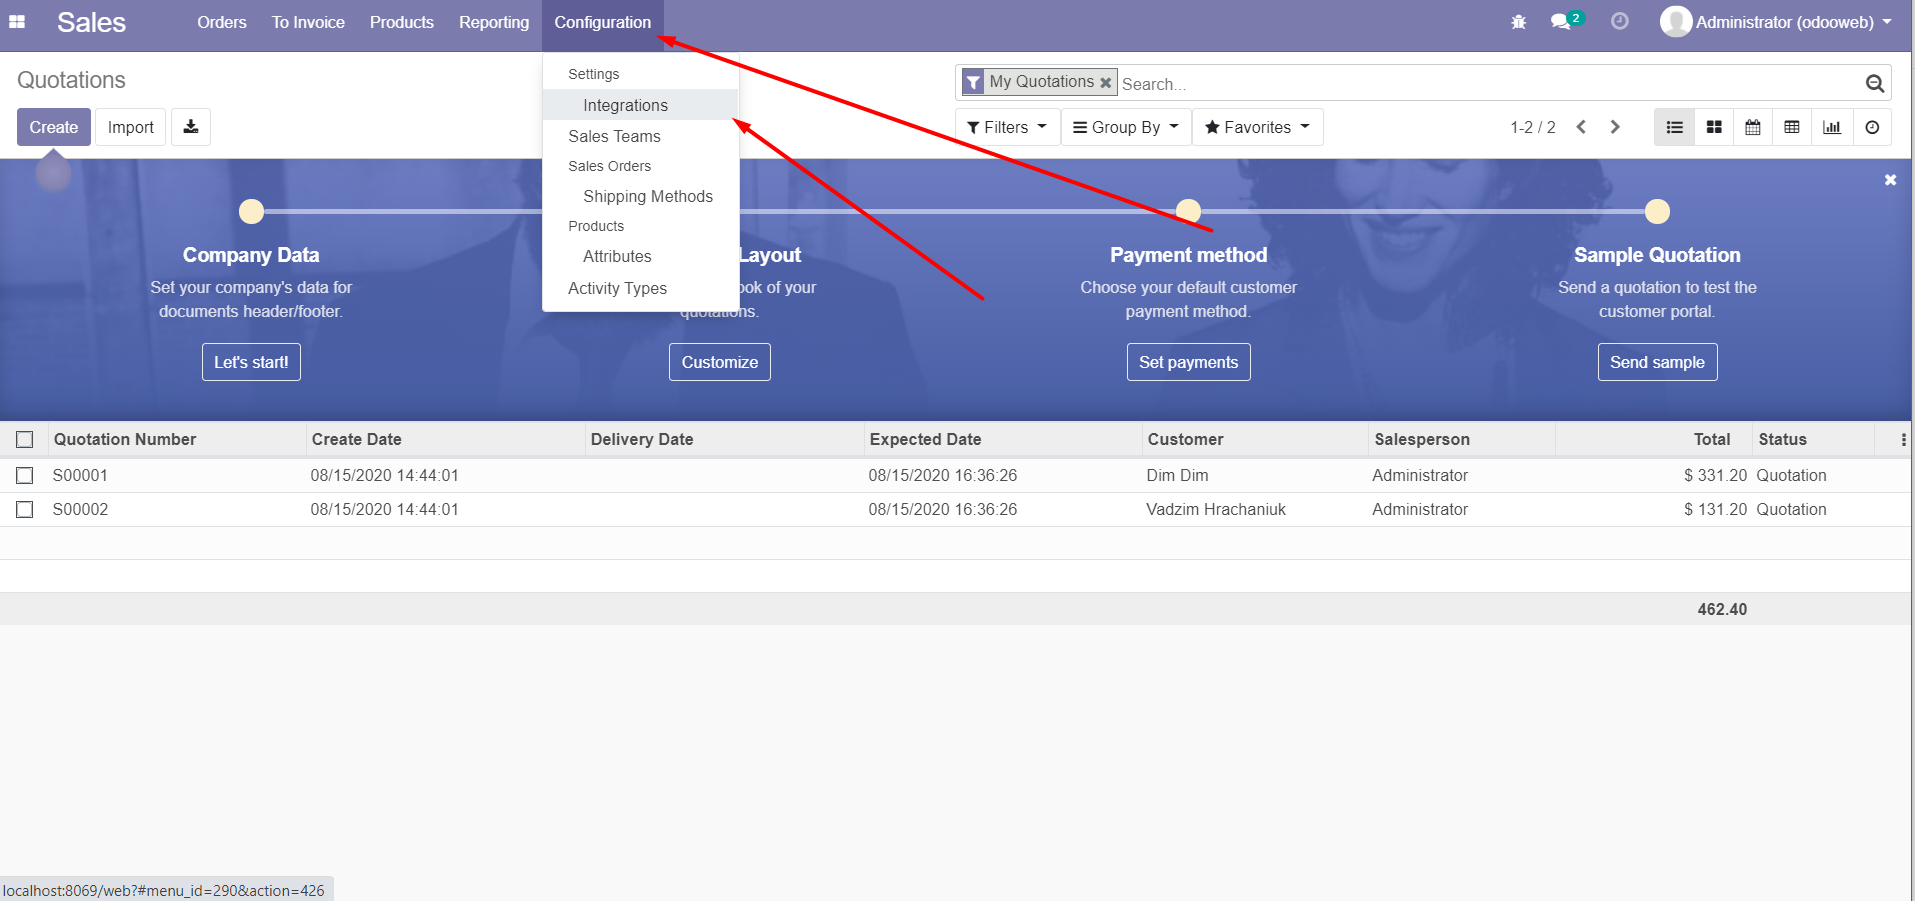 Sales Orders To Invoice Products Reporting Configuration 2 Administrator (odooweb)
Quotations
Settings
Integrations
Sales Teams
Sales Orders
Shipping Methods
Products
Attributes
Activity Types
My Quotations Search...
Create Import
Filters Group By Favorites 1-2 / 2
Company Data
Set your company's data for
documents header/footer.
Let's start!
Layout
ook of your
quotations.
Customize
Payment method
Choose your default customer
payment method.
Set payments
Sample Quotation
Send a quotation to test the
customer portal.
Send sample
Quotation Number Create Date Delivery Date Expected Date Customer Salesperson Total Status
S00001 08/15/2020 14:44:01 08/15/2020 16:36:26 Dim Dim Administrator $ 331.20 Quotation
S00002 08/15/2020 14:44:01 08/15/2020 16:36:26 Vadzim Hrachaniuk Administrator $ 131.20 Quotation
462.40
localhost:8069/web?#menu_id=290&action=426